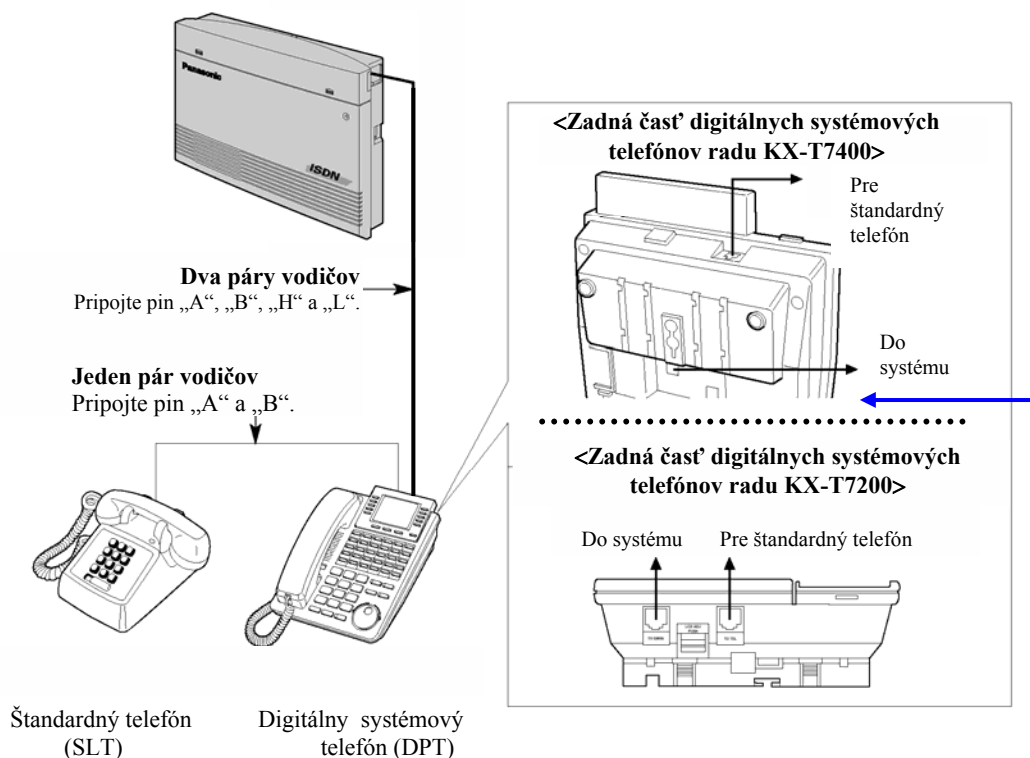 Panasonic
ISDN
Dva páry vodičov
Pripojte pin „A“, „B“, „H“ a „L“.
Jeden pár vodičov
Pripojte pin „A“ a „B“.
Štandardný telefón
(SLT)
Digitálny systémový
telefón (DPT)
<Zadná časť digitálnych systémových
telefónov radu KX-T7400>
Pre
štandardný
telefón
Do
systému
<Zadná časť digitálnych systémových
telefónov radu KX-T7200>
Do systému
Pre štandardný telefón